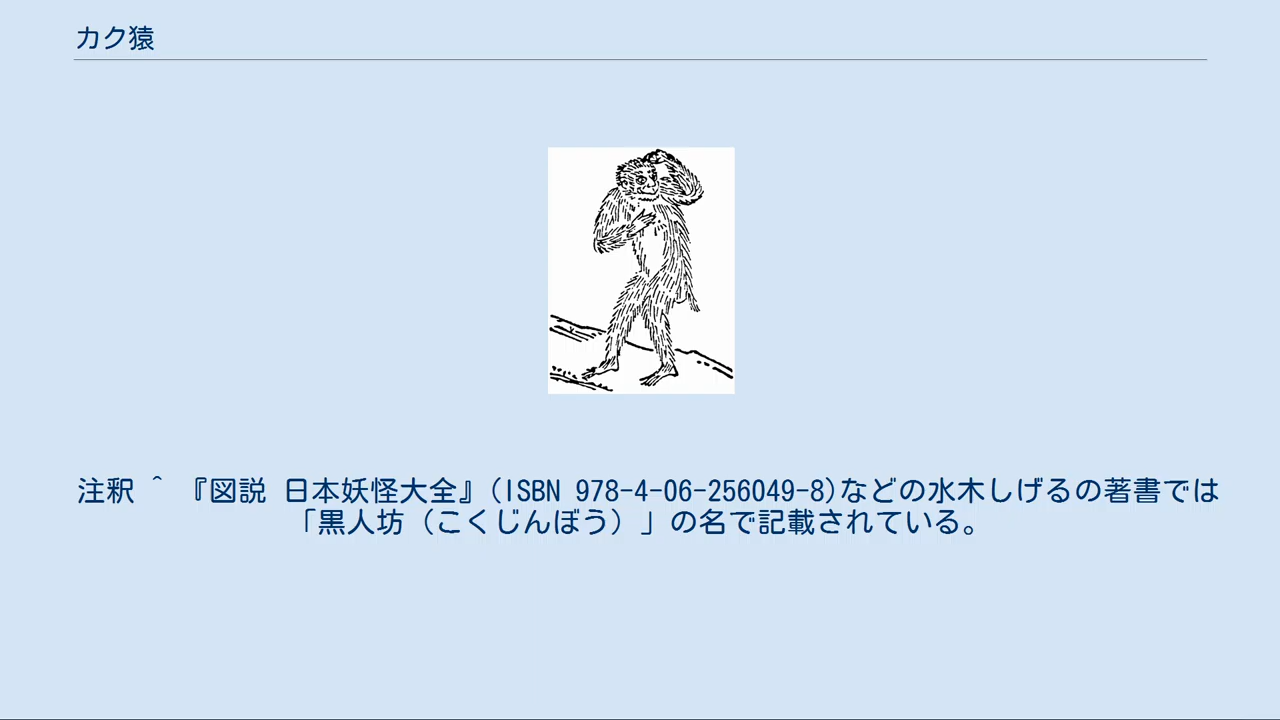 カク猿
注釈 ^ 『図説 日本妖怪大全』(ISBN 978-4-06-256049-8)などの水木しげるの著書では
「黒人坊（こくじんぼう）」の名で記載されている。